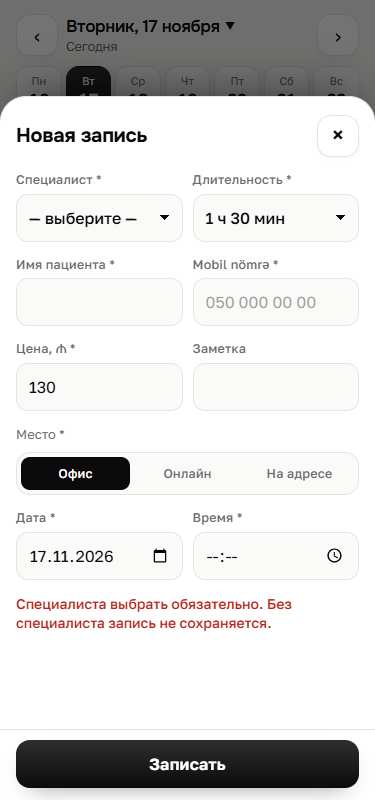 ‹
Вторник, 17 ноября ▼
Сегодня
›
Пн Вт Ср Чт Пт Сб Вс
Новая запись
×
Специалист * Длительность *
— выберите — 1 ч 30 мин
Имя пациента * Mobil nömrə *
050 000 00 00
Цена, ₼ * Заметка
130
Место *
Офис Онлайн На адресе
Дата * Время *
17.11.2026 --:--
Специалиста выбрать обязательно. Без
специалиста запись не сохраняется.
Записать